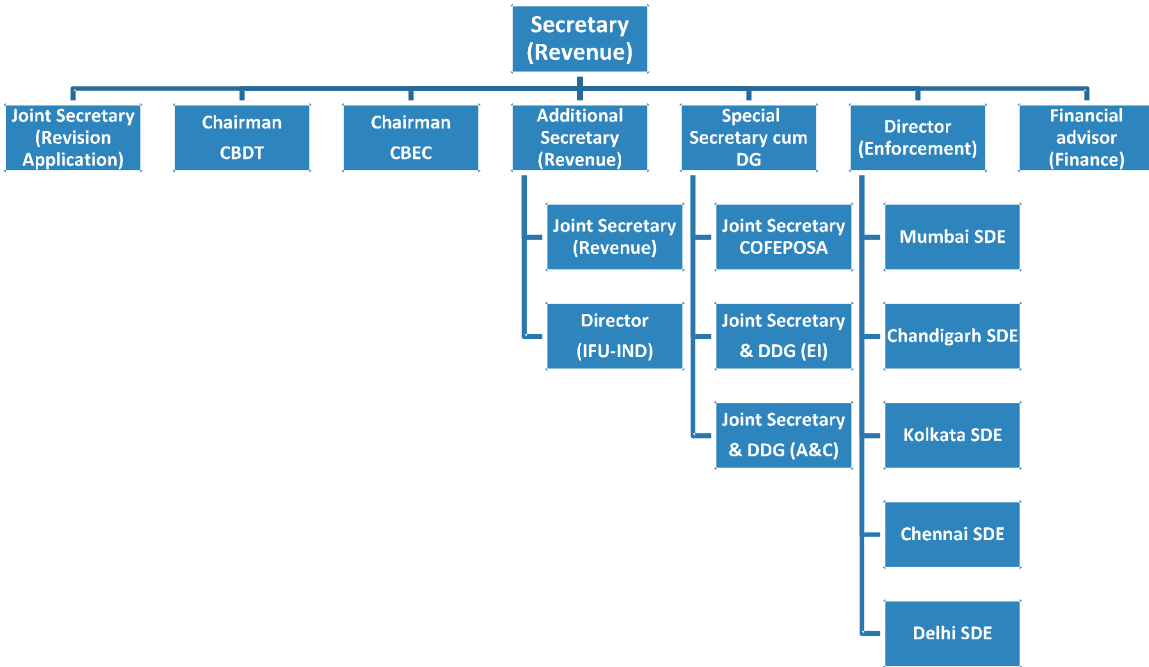 Secretary
(Revenue)
Joint Secretary
(Revision
Application)
Chairman
CBDT
Chairman
CBEC
Additional
Secretary
(Revenue)
Special
Secretary cum
DG
Director
(Enforcement)
Financial
advisor
(Finance)
Joint Secretary
(Revenue)
Director
(IFU-IND)
Joint Secretary
COFEPOSA
Joint Secretary
& DDG (EI)
Joint Secretary
& DDG (A&C)
Mumbai SDE
Chandigarh SDE
Kolkata SDE
Chennai SDE
Delhi SDE